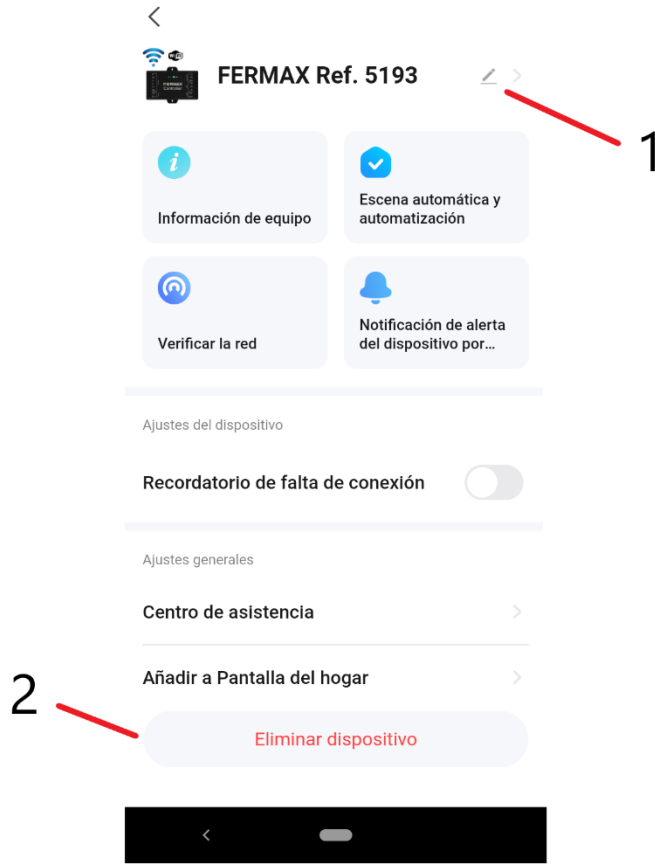 FERMAX Ref. 5193
1
Información de equipo
Escena automática y
automatización
Verificar la red
Notificación de alerta
del dispositivo por...
Ajustes del dispositivo
Recordatorio de falta de conexión
Ajustes generales
Centro de asistencia
Añadir a Pantalla del hogar
2
Eliminar dispositivo